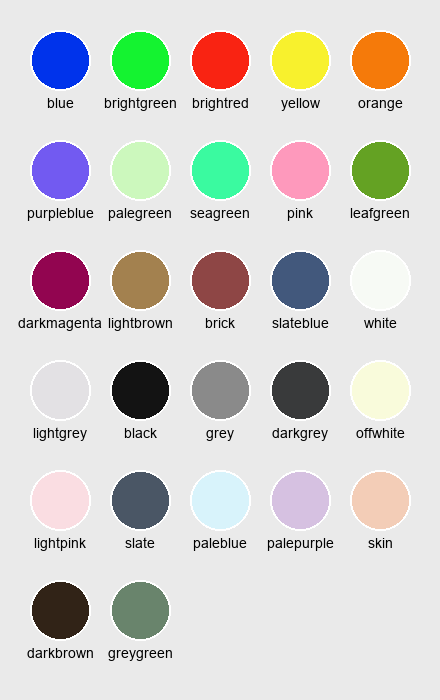 blue brightgreen brightred yellow orange
purpleblue palegreen seagreen pink leafgreen
darkmagenta lightbrown brick slateblue white
lightgrey black grey darkgrey offwhite
lightpink slate paleblue palepurple skin
darkbrown greygreen